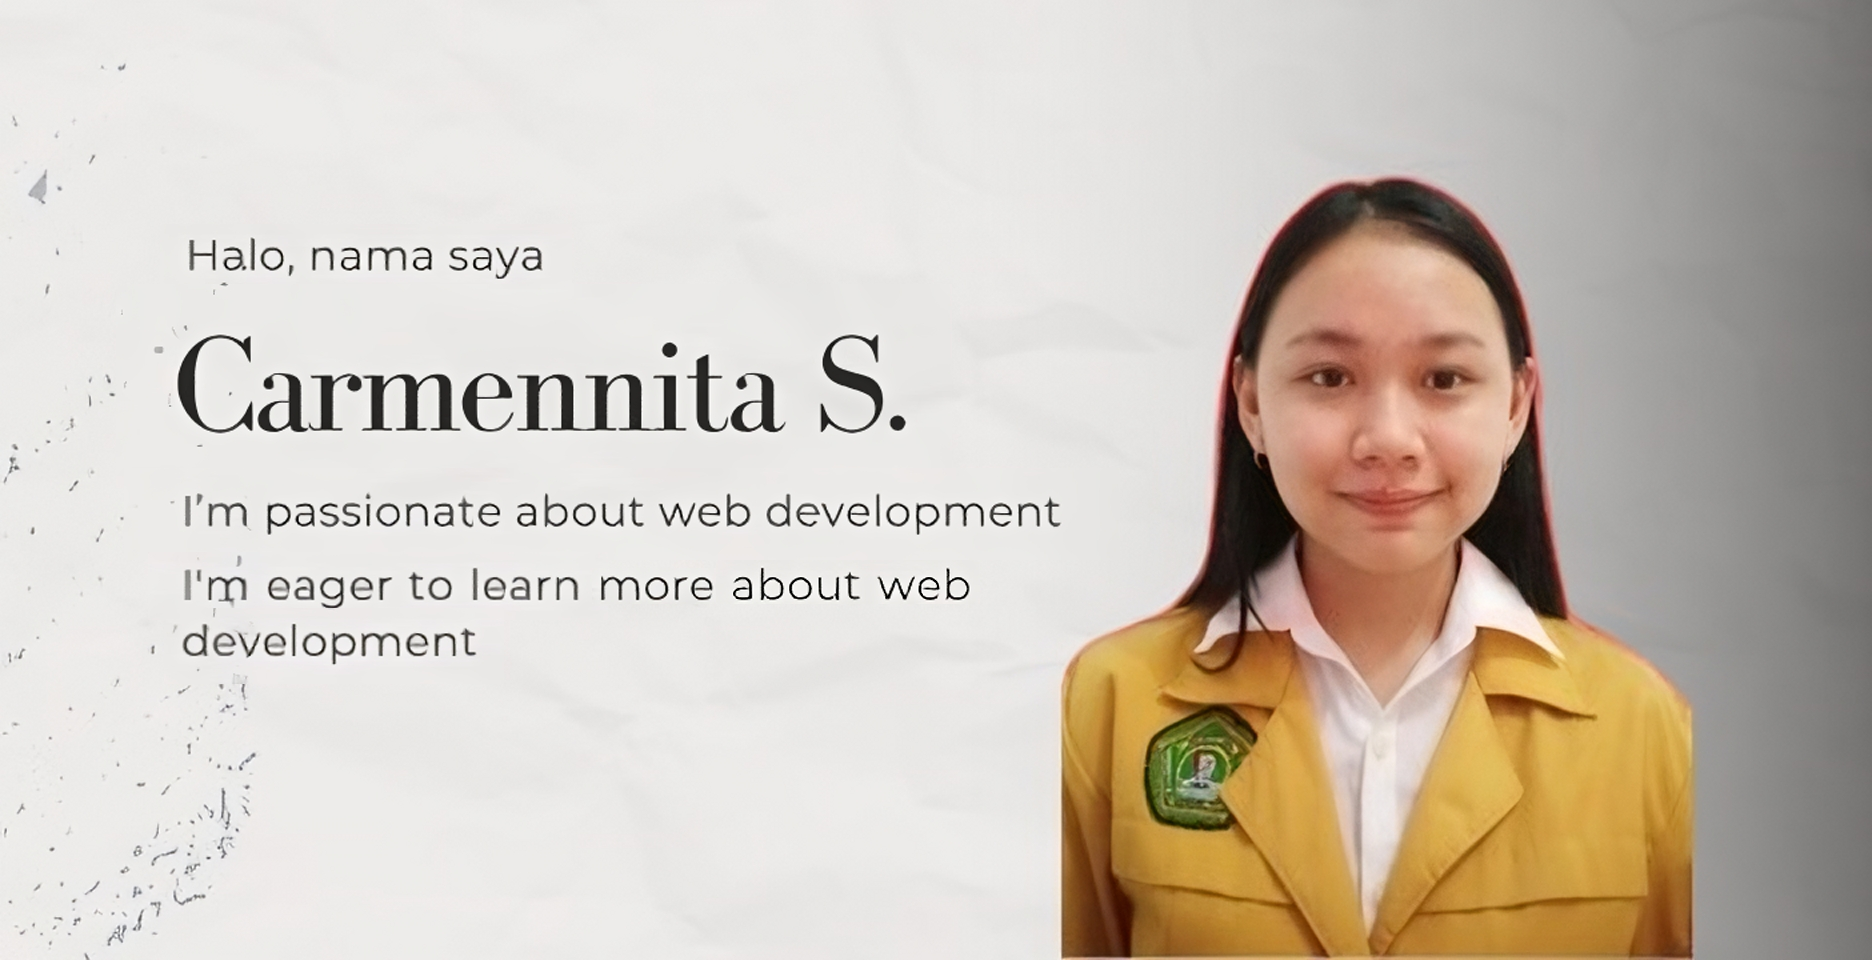 Halo, nama saya
Carmennita S.
I’m passionate about web development
I'm eager to learn more about web
development